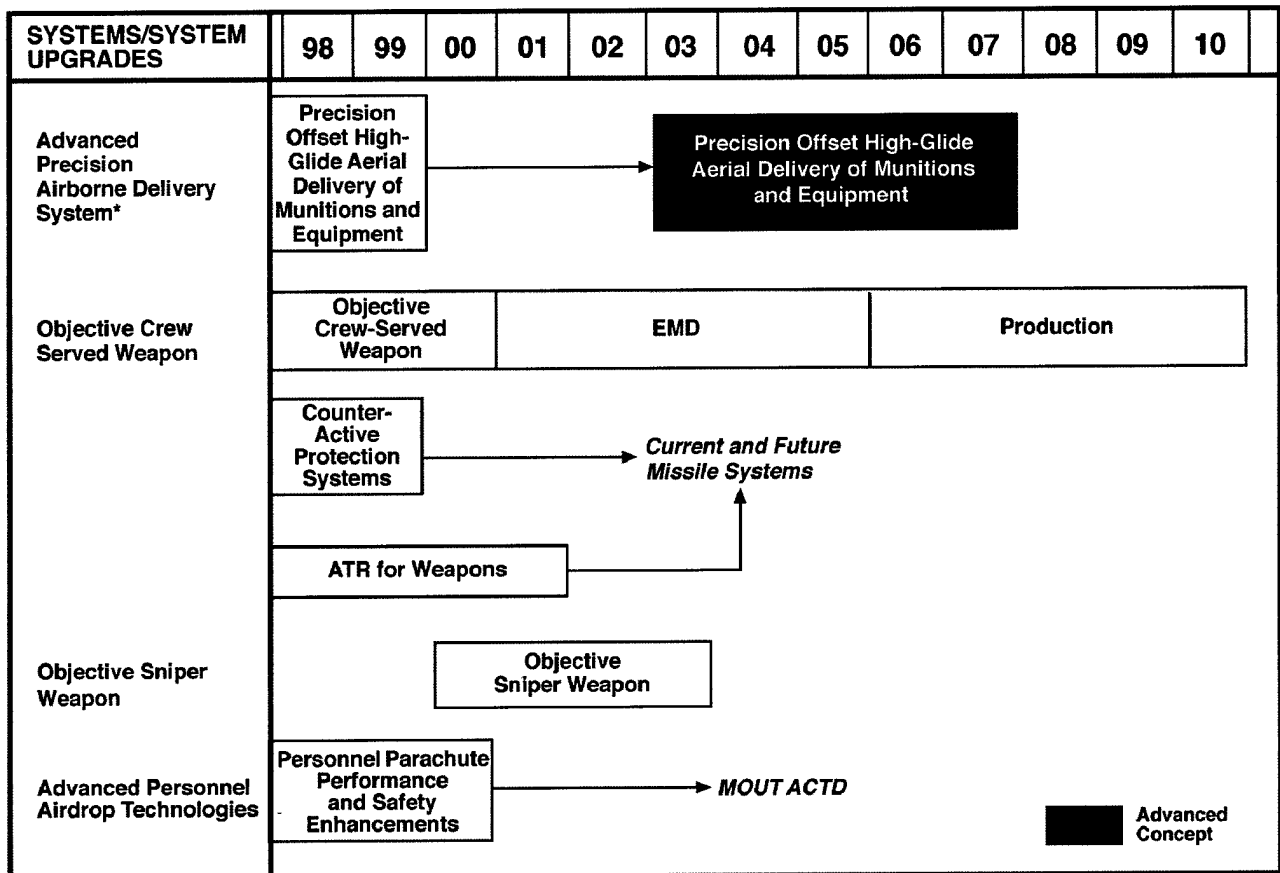 SYSTEMS/SYSTEM
UPGRADES
98 99 00 01 02 03 04 05 06 07 08 09 10
Advanced
Precision
Airborne Delivery
System*
Precision
Offset High-
Glide Aerial
Delivery of
Munitions and
Equipment
Precision Offset High-Glide
Aerial Delivery of Munitions
and Equipment
Objective Crew
Served Weapon
Objective
Crew-Served
Weapon
EMD
Production
Counter-
Active
Protection
Systems
Current and Future
Missile Systems
ATR for Weapons
Objective Sniper
Weapon
Objective
Sniper Weapon
Advanced Personnel
Airdrop Technologies
Personnel Parachute
Performance
and Safety
Enhancements
MOUT ACTD
Advanced
Concept